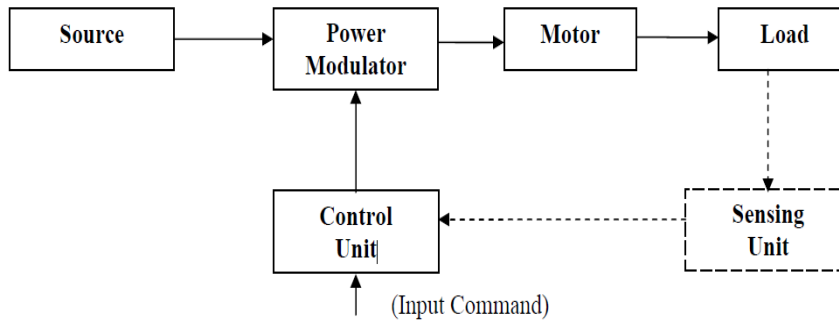 Source
Power
Modulator
Motor
Load
Control
Unit
Sensing
Unit
(Input Command)